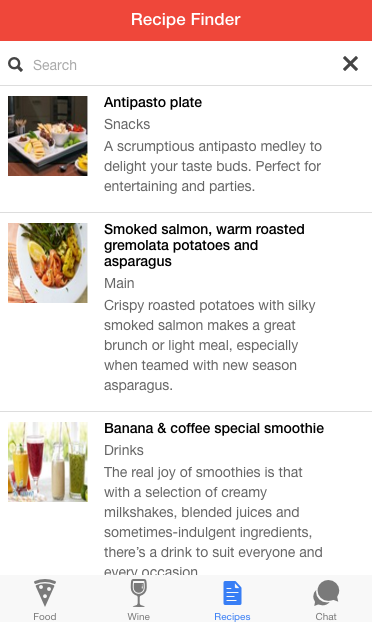 Recipe Finder
Search
Antipasto plate
Snacks
A scrumptious antipasto medley to
delight your taste buds. Perfect for
entertaining and parties.
Smoked salmon, warm roasted
gremolata potatoes and
asparagus
Main
Crispy roasted potatoes with silky
smoked salmon makes a great
brunch or light meal, especially
when teamed with new season
asparagus.
Banana & coffee special smoothie
Drinks
The real joy of smoothies is that
with a selection of creamy
milkshakes, blended juices and
sometimes-indulgent ingredients,
there's a drink to suit everyone and
every occasion
Food
Wine
Recipes
Chat